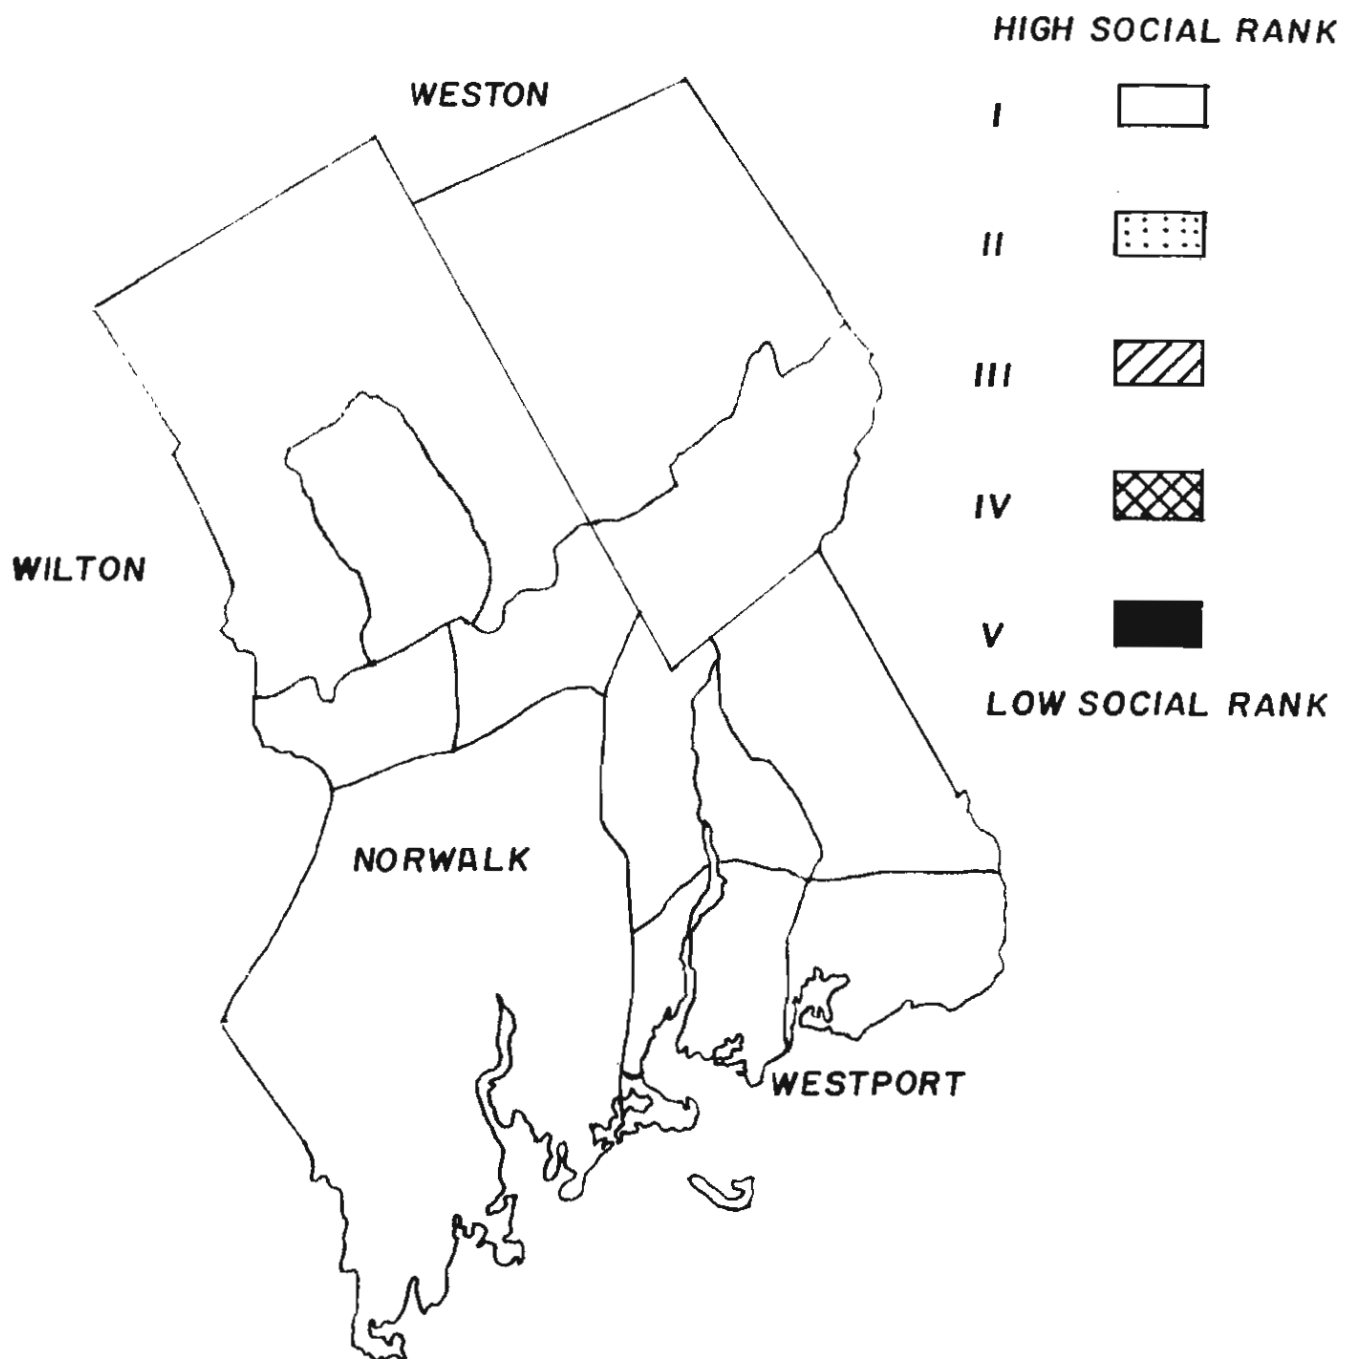 HIGH SOCIAL RANK
WESTON
I
II
III
IV
WILTON
V
LOW SOCIAL RANK
NORWALK
WESTPORT